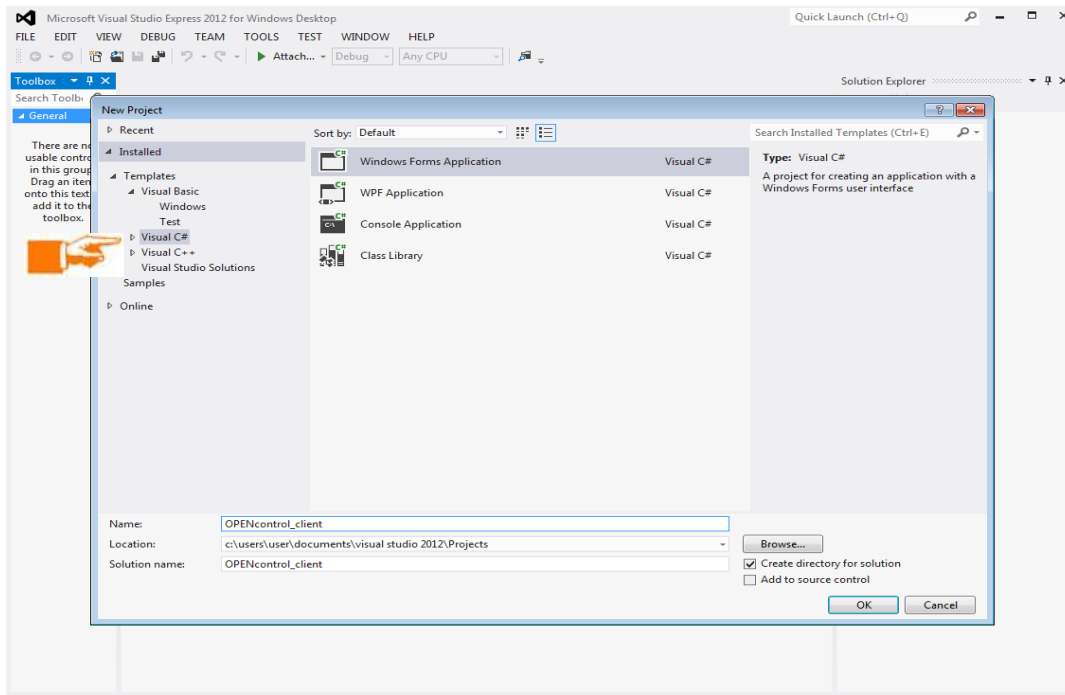 Microsoft Visual Studio Express 2012 for Windows Desktop
Quick Launch (Ctrl+Q)
FILE EDIT VIEW DEBUG TEAM TOOLS TEST WINDOW HELP
Attach... Debug Any CPU
Toolbox
Solution Explorer
Search Toolb
General
There are no
usable contro
in this group
Drag an iten
onto this text
add it to the
toolbox.
New Project
Recent
Installed
Templates
Visual Basic
Windows
Test
Visual C#
Visual C++
Visual Studio Solutions
Samples
Online
Sort by: Default
Windows Forms Application Visual C#
WPF Application Visual C#
Console Application Visual C#
Class Library Visual C#
Search Installed Templates (Ctrl+E)
Type: Visual C#
A project for creating an application with a
Windows Forms user interface
Name: OPENcontrol_client
Location: c:\users\user\documents\visual studio 2012\Projects
Browse...
Solution name: OPENcontrol_client
Create directory for solution
Add to source control
OK Cancel